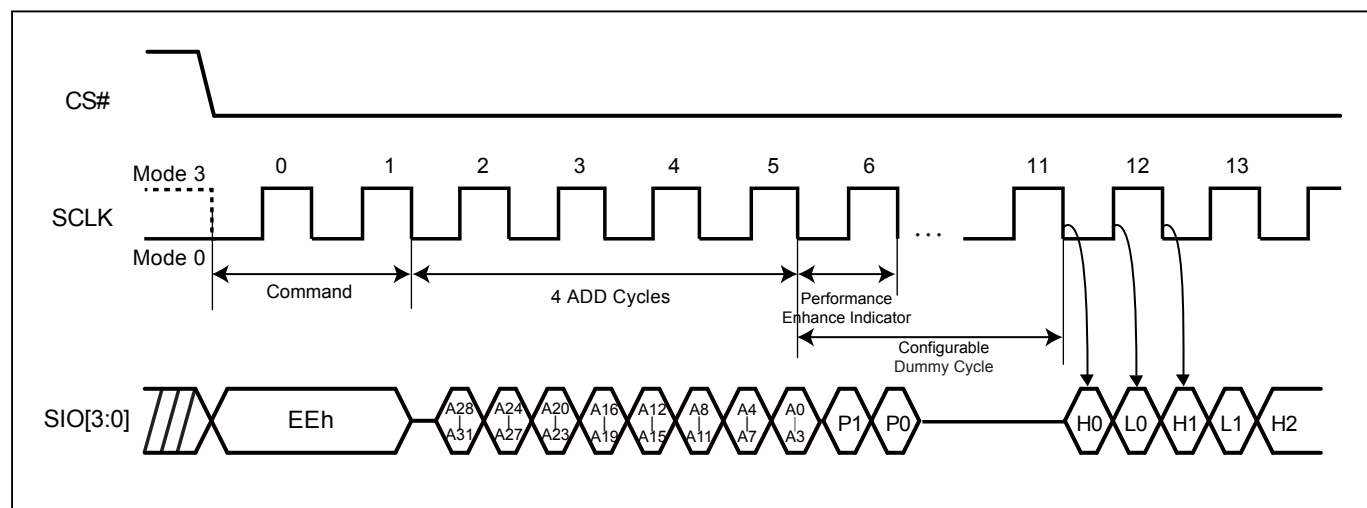 CS#
Mode 3
0 1 2 3 4 5 6 11 12 13
SCLK
Mode 0
...
Command
4 ADD Cycles
Performance
Enhance Indicator
Configurable
Dummy Cycle
SIO[3:0]
EEh
A28
A31
A24
A27
A20
A23
A16
A19
A12
A15
A8
A11
A4
A7
A0
A3
P1
P0
H0
L0
H1
L1
H2